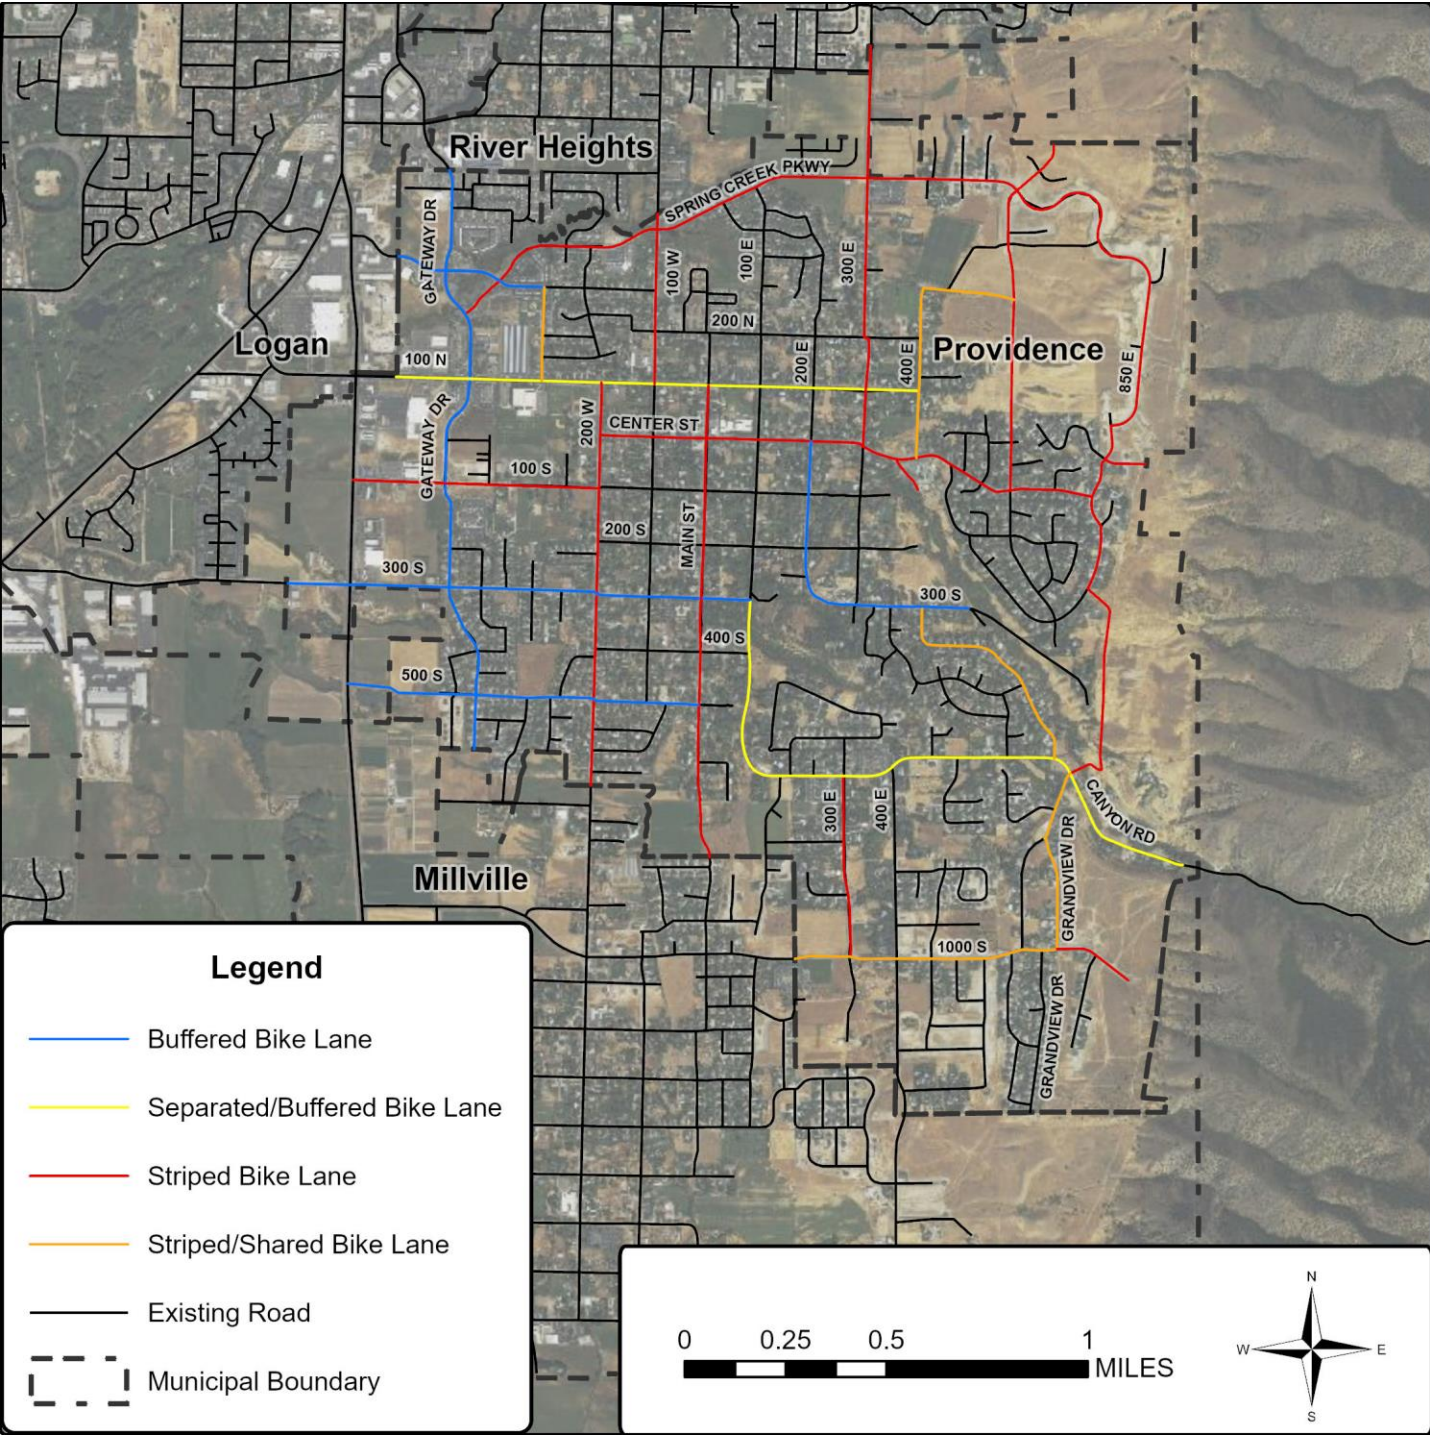 River Heights
SPRING CREEK PKWY
GATEWAY DR
100 W
100 E
300 E
200 N
Logan
100 N
200 E
400 E
Providence
850 E
GATEWAY DR
200 W
CENTER ST
100 S
MAIN ST
200 S
300 S
300 S
400 S
500 S
300 E
400 E
CANYON RD
GRANDVIEW DR
Millville
1000 S
GRANDVIEW DR
Legend
Buffered Bike Lane
Separated/Buffered Bike Lane
Striped Bike Lane
Striped/Shared Bike Lane
Existing Road
Municipal Boundary
0 0.25 0.5 1
MILES
N
W E
S